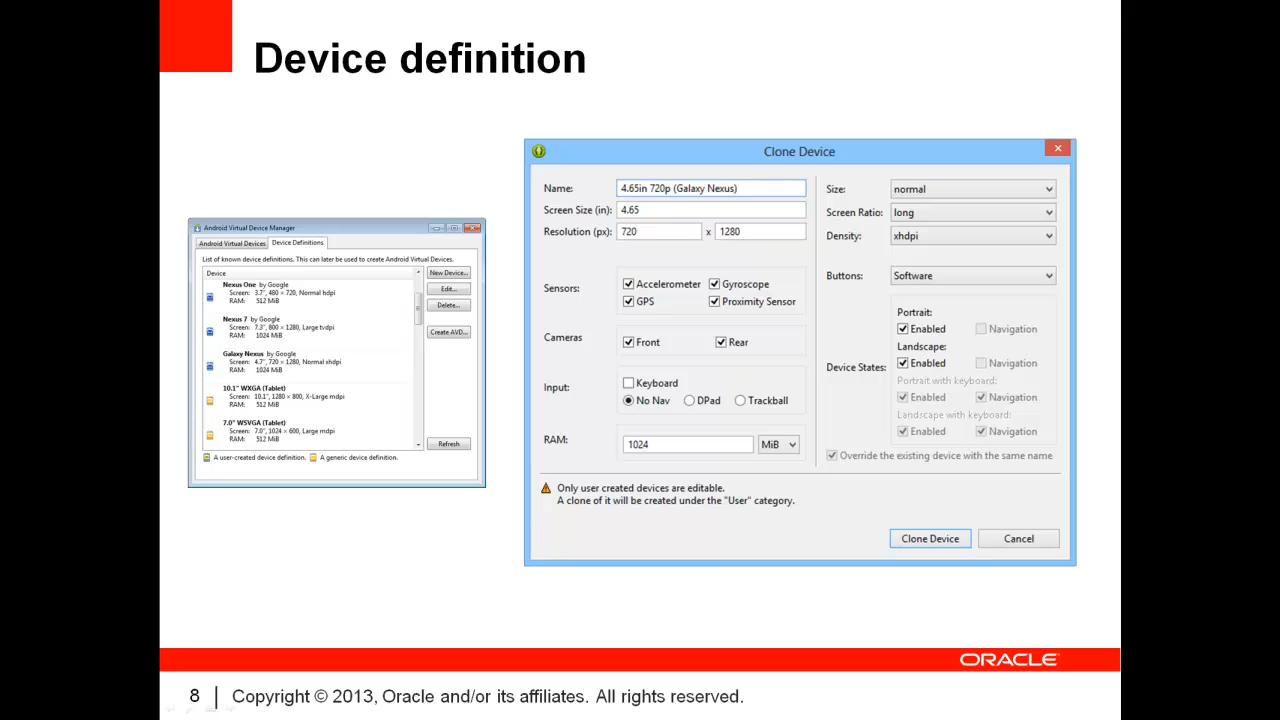 Device definition
Android Virtual Device Manager
Android Virtual Devices
Device Definitions
List of known device definitions. This can later be used to create Android Virtual Devices.
Device
Nexus One by Google
Screen: 3.7", 480 × 720, Normal hdpi
RAM: 512 MiB
Nexus 7 by Google
Screen: 7.3", 800 × 1280, Large tvdpi
RAM: 1024 MiB
Galaxy Nexus by Google
Screen: 4.7", 720 × 1280, Normal xhdpi
RAM: 1024 MiB
10.1" WXGA (Tablet)
Screen: 10.1", 1280 × 800, X-Large mdpi
RAM: 512 MiB
7.0" WSVGA (Tablet)
Screen: 7.0", 1024 × 600, Large mdpi
RAM: 512 MiB
New Device...
Edit...
Delete...
Create AVD...
Refresh
A user-created device definition. A generic device definition.
Clone Device
Name: 4.65in 720p (Galaxy Nexus)
Screen Size (in): 4.65
Resolution (px): 720 x 1280
Sensors: Accelerometer Gyroscope
GPS Proximity Sensor
Cameras Front Rear
Input: Keyboard
No Nav DPad Trackball
RAM: 1024 MiB
Size: normal
Screen Ratio: long
Density: xhdpi
Buttons: Software
Device States:
Portrait:
Enabled Navigation
Landscape:
Enabled Navigation
Portrait with keyboard:
Enabled Navigation
Landscape with keyboard:
Enabled Navigation
Override the existing device with the same name
Only user created devices are editable.
A clone of it will be created under the "User" category.
Clone Device Cancel
ORACLE
8 Copyright © 2013, Oracle and/or its affiliates. All rights reserved.